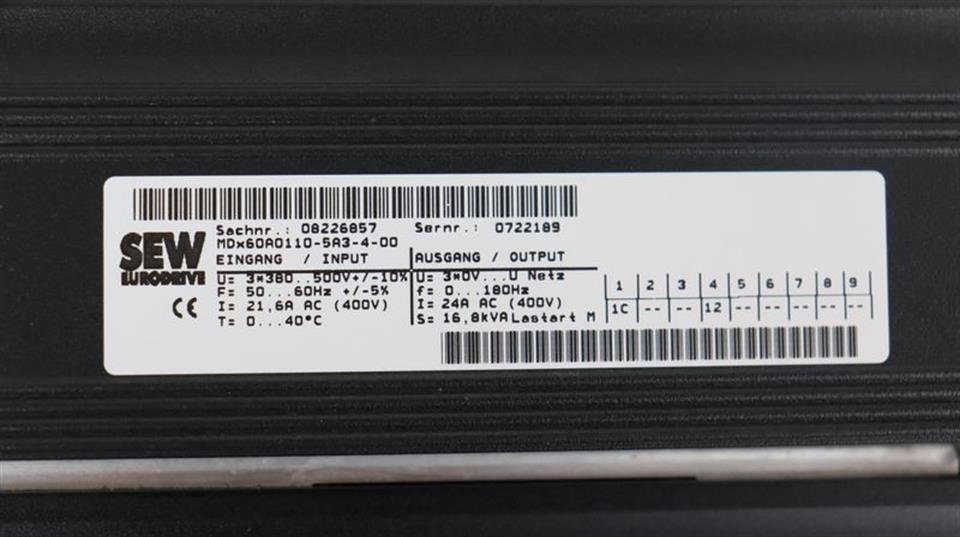 Sachnr.: 08226857 Sernr.: 0722189
MDx60A0110-5A3-4-00
SEW
EURODRIVE
CE
EINGANG / INPUT
U= 3*380...500V+/-10%
F= 50...60Hz +/-5%
I= 21,6A AC (400V)
T= 0...40°C
AUSGANG / OUTPUT
U= 3*0V...U Netz
f= 0...180Hz
I= 24A AC (400V)
S= 16,8kVA Lastart M
1 2 3 4 5 6 7 8 9
1C -- -- 12 -- -- -- -- --